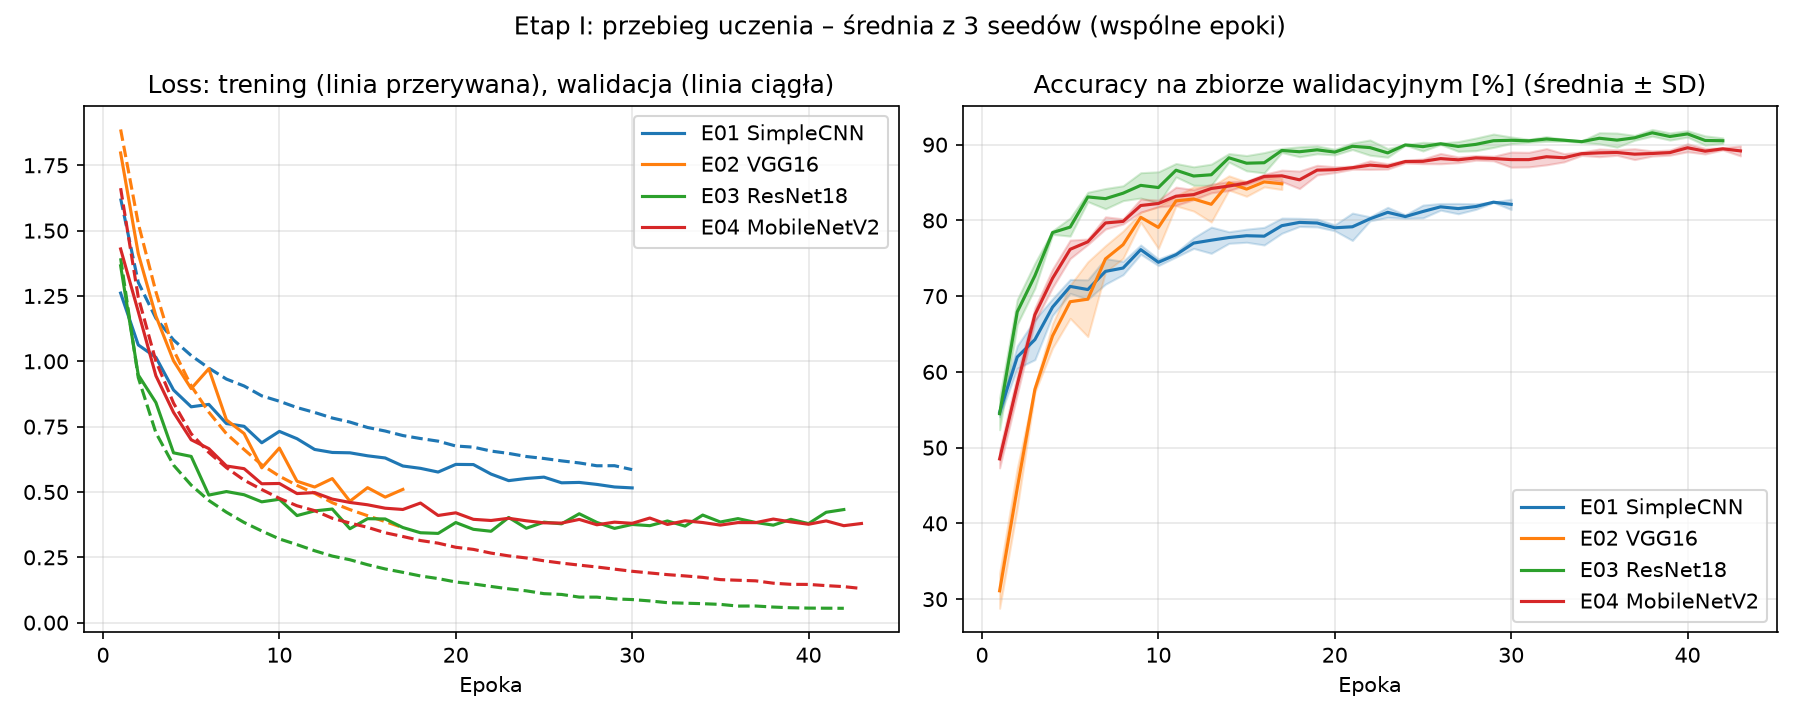 Etap I: przebieg uczenia – średnia z 3 seedów (wspólne epoki)
Loss: trening (linia przerywana), walidacja (linia ciągła)
E01 SimpleCNN
E02 VGG16
E03 ResNet18
E04 MobileNetV2
1.75
1.50
1.25
1.00
0.75
0.50
0.25
0.00
0
10
20
30
40
Epoka
Accuracy na zbiorze walidacyjnym [%] (średnia ± SD)
90
80
70
60
50
40
30
E01 SimpleCNN
E02 VGG16
E03 ResNet18
E04 MobileNetV2
0
10
20
30
40
Epoka